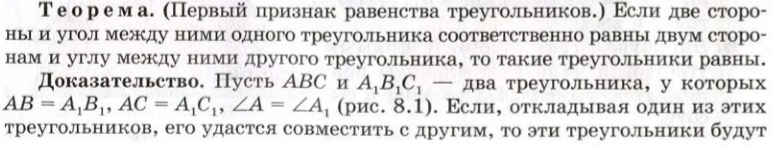 Теорема. (Первый признак равенства треугольников.) Если две сторо-
ны и угол между ними одного треугольника соответственно равны двум сторо-
нам и углу между ними другого треугольника, то такие треугольники равны.
Доказательство. Пусть ABC и A₁B₁C₁ — два треугольника, у которых
AB = A₁B₁, AC = A₁C₁, ∠A = ∠A₁ (рис. 8.1). Если, откладывая один из этих
треугольников, его удастся совместить с другим, то эти треугольники будут